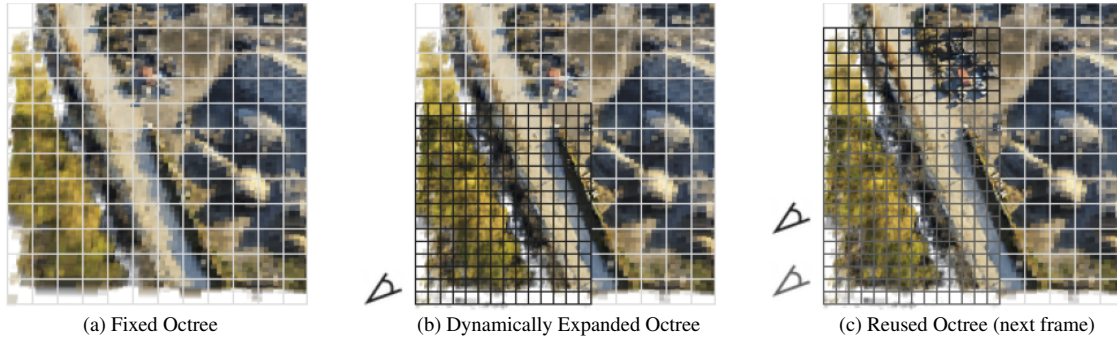 (a) Fixed Octree
(b) Dynamically Expanded Octree
(c) Reused Octree (next frame)